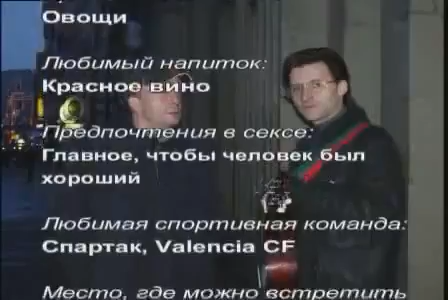 Овощи
Любимый напиток:
Красное вино
Предпочтения в сексе:
Главное, чтобы человек был
хороший
Любимая спортивная команда:
Спартак, Valencia CF
Место, где можно встретить